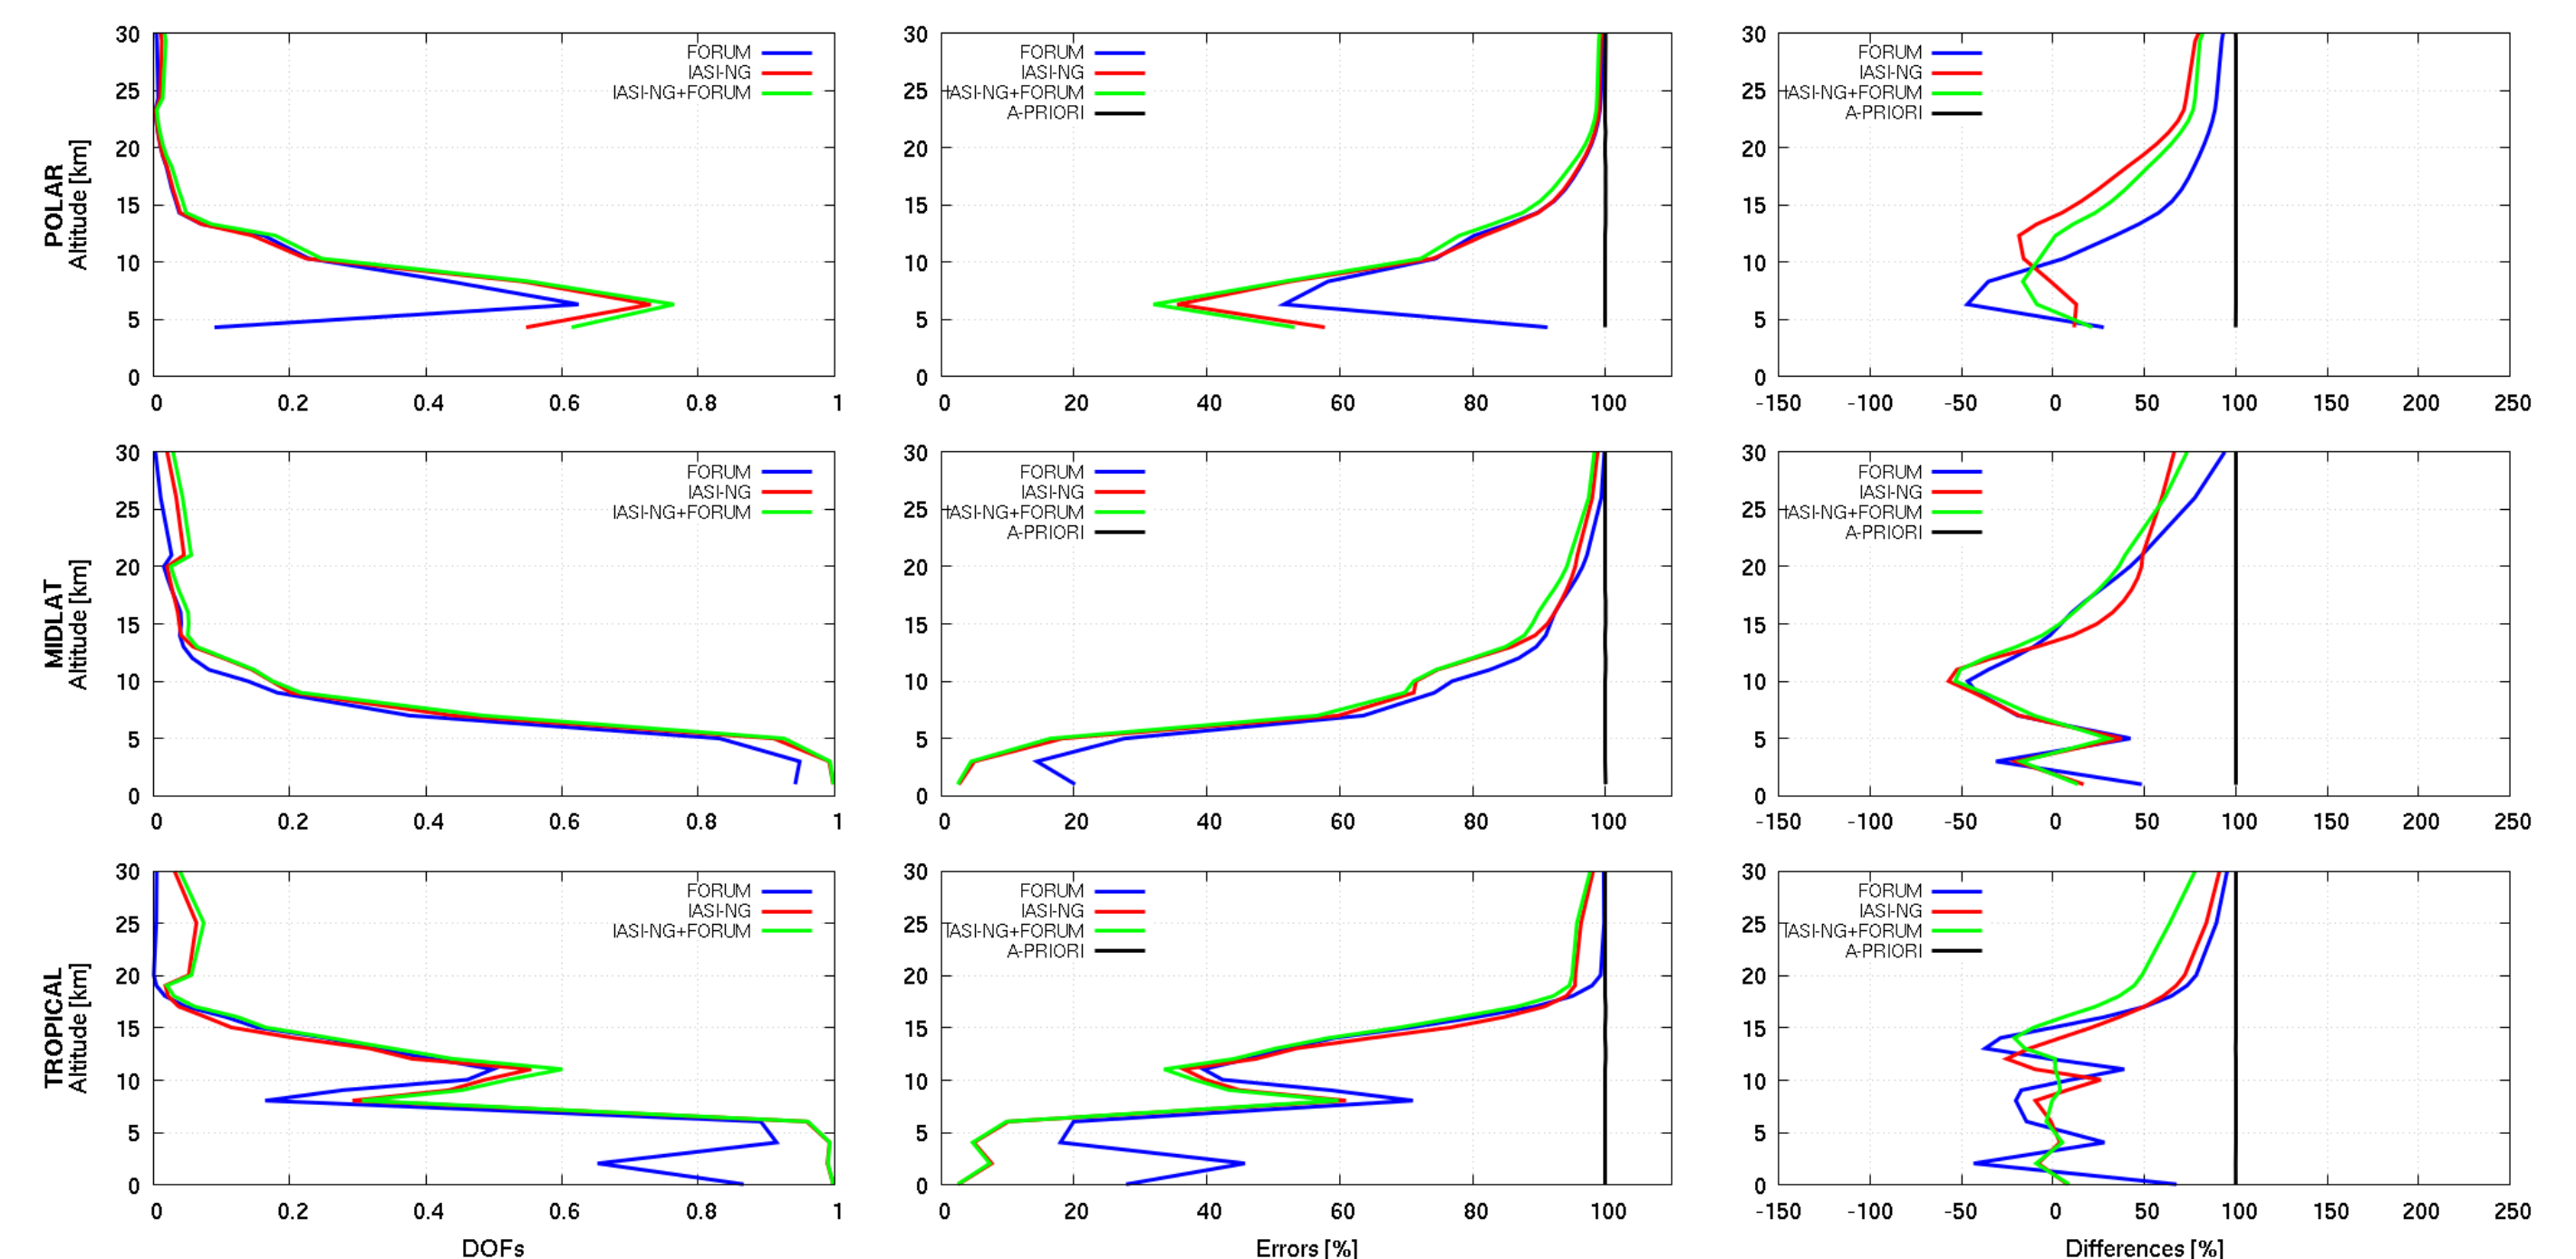 POLAR
Altitude [km]
30
25
20
15
10
5
0
FORUM
IASI-NG
IASI-NG+FORUM
0 0.2 0.4 0.6 0.8 1
30
25
20
15
10
5
0
FORUM
IASI-NG
IASI-NG+FORUM
A-PRIORI
0 20 40 60 80 100
30
25
20
15
10
5
0
FORUM
IASI-NG
IASI-NG+FORUM
A-PRIORI
-150 -100 -50 0 50 100 150 200 250
MIDLAT
Altitude [km]
30
25
20
15
10
5
0
FORUM
IASI-NG
IASI-NG+FORUM
0 0.2 0.4 0.6 0.8 1
30
25
20
15
10
5
0
FORUM
IASI-NG
IASI-NG+FORUM
A-PRIORI
0 20 40 60 80 100
30
25
20
15
10
5
0
FORUM
IASI-NG
IASI-NG+FORUM
A-PRIORI
-150 -100 -50 0 50 100 150 200 250
TROPICAL
Altitude [km]
30
25
20
15
10
5
0
FORUM
IASI-NG
IASI-NG+FORUM
0 0.2 0.4 0.6 0.8 1
DOFs
30
25
20
15
10
5
0
FORUM
IASI-NG
IASI-NG+FORUM
A-PRIORI
0 20 40 60 80 100
Errors [%]
30
25
20
15
10
5
0
FORUM
IASI-NG
IASI-NG+FORUM
A-PRIORI
-150 -100 -50 0 50 100 150 200 250
Differences [%]